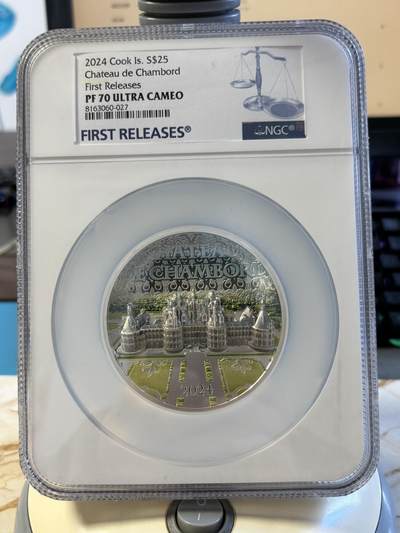 2024 Cook Is. S$25
Chateau de Chambord
First Releases
PF 70 ULTRA CAMEO
8163060-027
FIRST RELEASES®
NGC®
CHAMBORD
2024